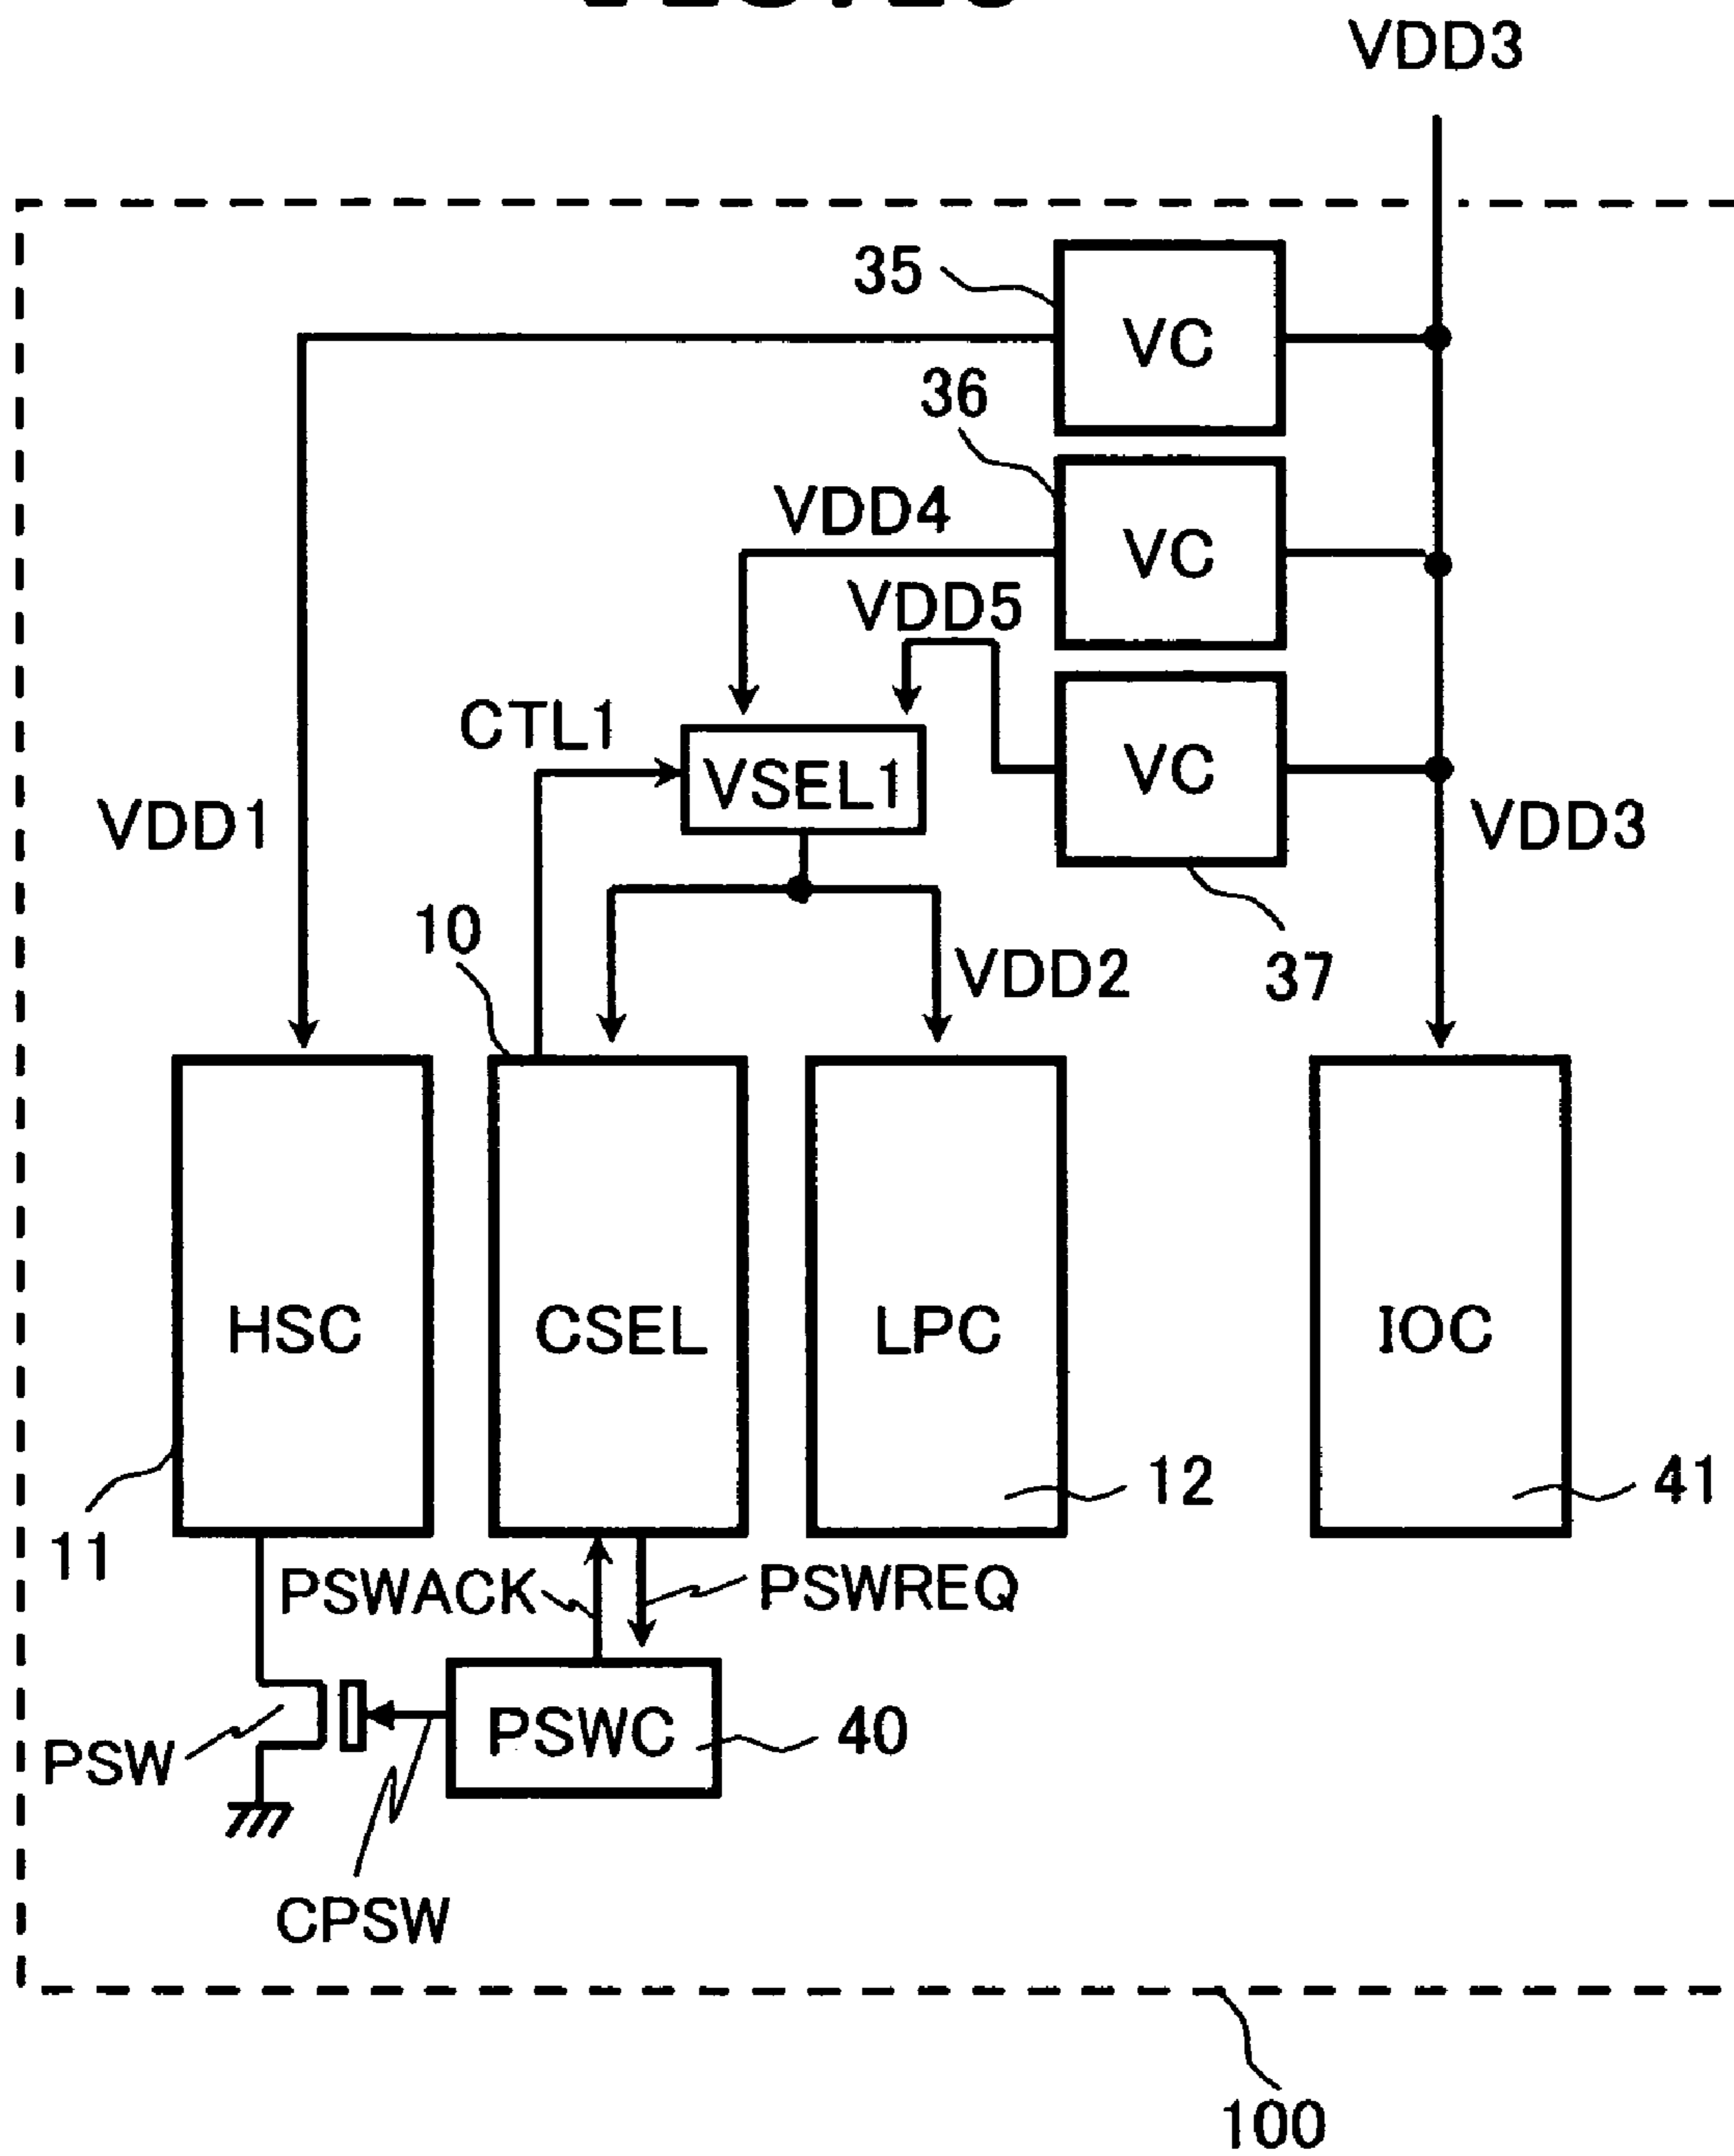 VDD3
35
VC
36
VDD4
VC
VDD5
CTL1
VSEL1
VC
VDD1
VDD3
10
VDD2
37
HSC
CSEL
LPC
IOC
12
41
11
PSWACK
PSWREQ
PSWC
40
PSW
CPSW
100